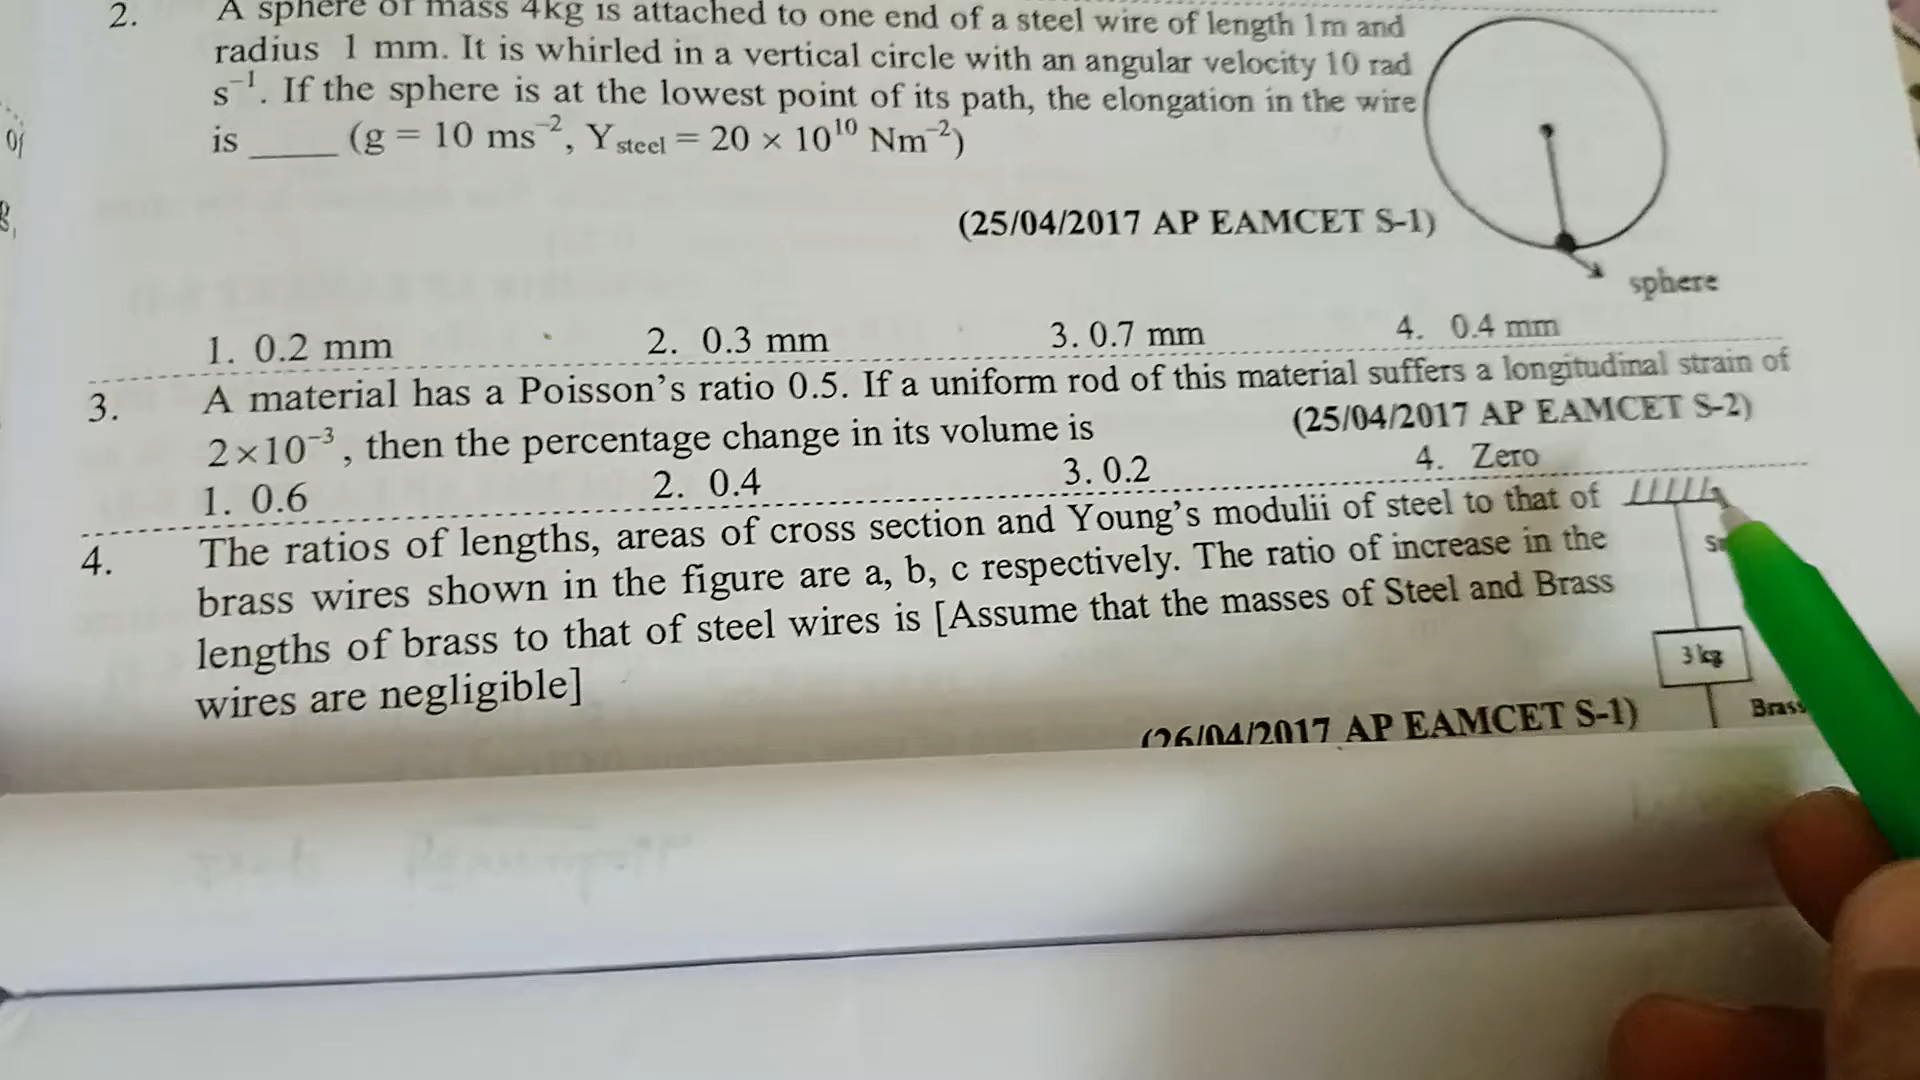 2. A sphere of mass 4kg is attached to one end of a steel wire of length 1m and
radius 1 mm. It is whirled in a vertical circle with an angular velocity 10 rad
s⁻¹. If the sphere is at the lowest point of its path, the elongation in the wire
is ____ (g = 10 ms⁻², Y steel = 20 × 10¹⁰ Nm⁻²)
(25/04/2017 AP EAMCET S-1)
sphere
1. 0.2 mm 2. 0.3 mm 3. 0.7 mm 4. 0.4 mm
3. A material has a Poisson's ratio 0.5. If a uniform rod of this material suffers a longitudinal strain of
2×10⁻³, then the percentage change in its volume is (25/04/2017 AP EAMCET S-2)
1. 0.6 2. 0.4 3. 0.2 4. Zero
4. The ratios of lengths, areas of cross section and Young's modulii of steel to that of
brass wires shown in the figure are a, b, c respectively. The ratio of increase in the
lengths of brass to that of steel wires is [Assume that the masses of Steel and Brass
wires are negligible]
3 kg
Brass
(26/04/2017 AP EAMCET S-1)